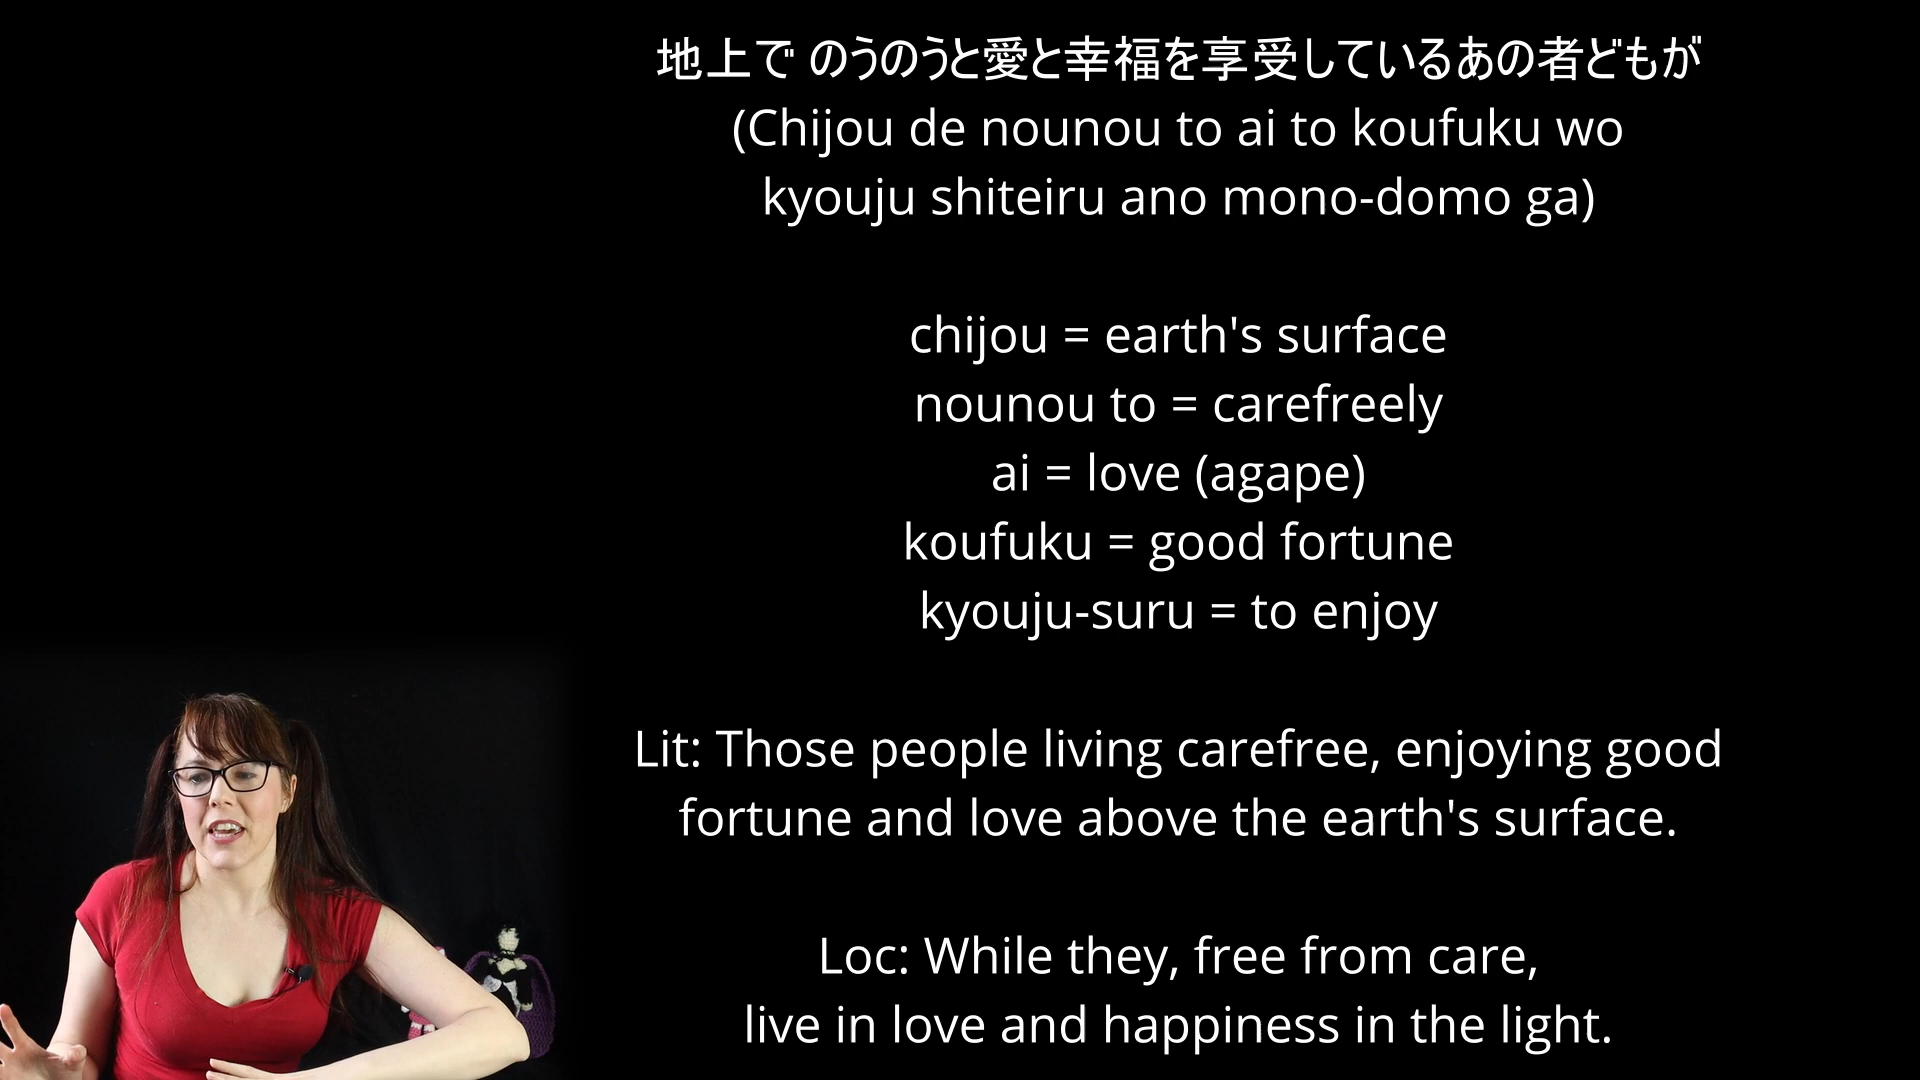 地上で のうのうと愛と幸福を享受しているあの者どもが
(Chijou de nounou to ai to koufuku wo
kyouju shiteiru ano mono-domo ga)
chijou = earth's surface
nounou to = carefreely
ai = love (agape)
koufuku = good fortune
kyouju-suru = to enjoy
Lit: Those people living carefree, enjoying good
fortune and love above the earth's surface.
Loc: While they, free from care,
live in love and happiness in the light.